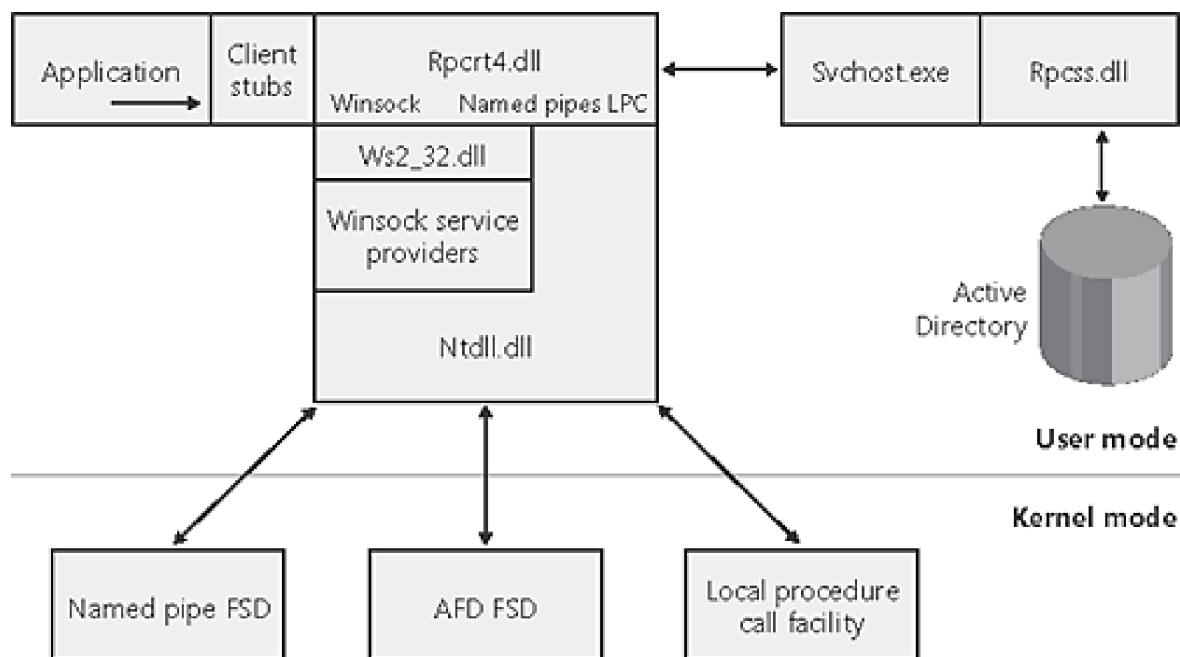 Application
Client
stubs
Rpcrt4.dll
Winsock
Named pipes LPC
Svchost.exe
Rpcss.dll
Ws2_32.dll
Winsock service
providers
Ntdll.dll
Active
Directory
User mode
Kernel mode
Named pipe FSD
AFD FSD
Local procedure
call facility